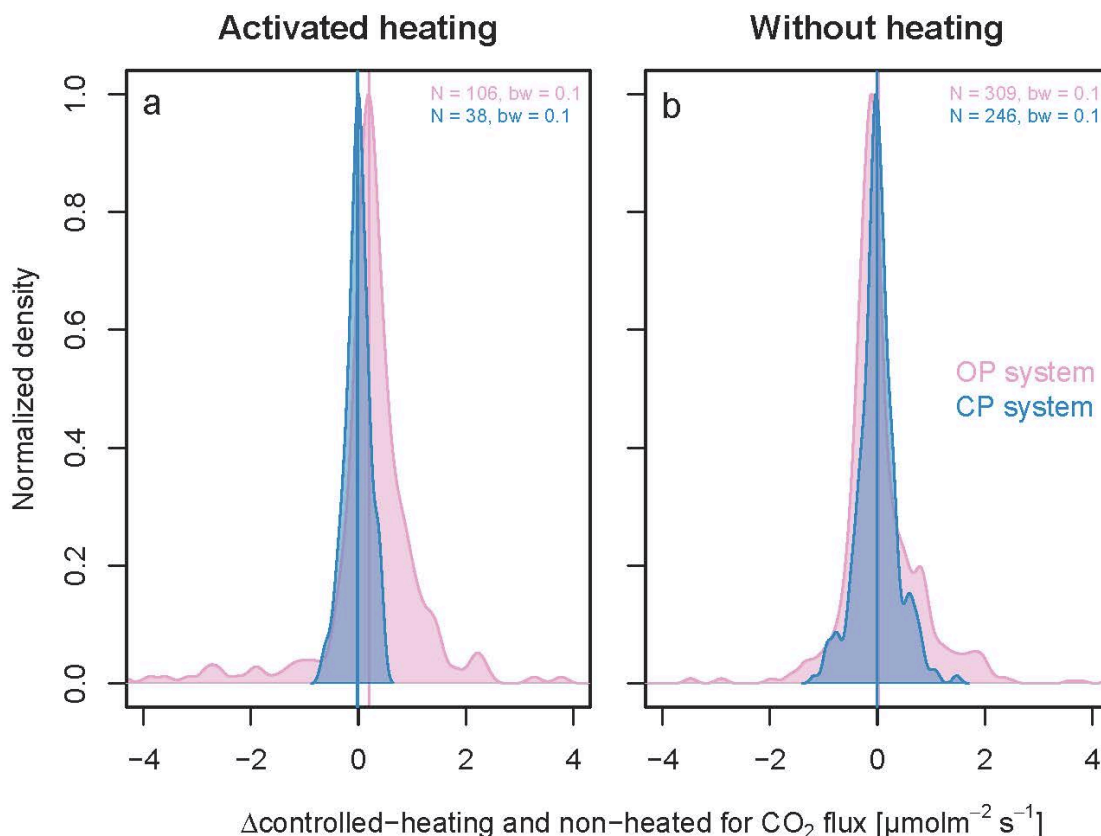 Activated heating
Without heating
a
N = 106, bw = 0.1
N = 38, bw = 0.1
b
N = 309, bw = 0.1
N = 246, bw = 0.1
OP system
CP system
Normalized density
1.0
0.8
0.6
0.4
0.2
0.0
−4 −2 0 2 4
−4 −2 0 2 4
Δcontrolled−heating and non−heated for CO₂ flux [µmolm⁻² s⁻¹]